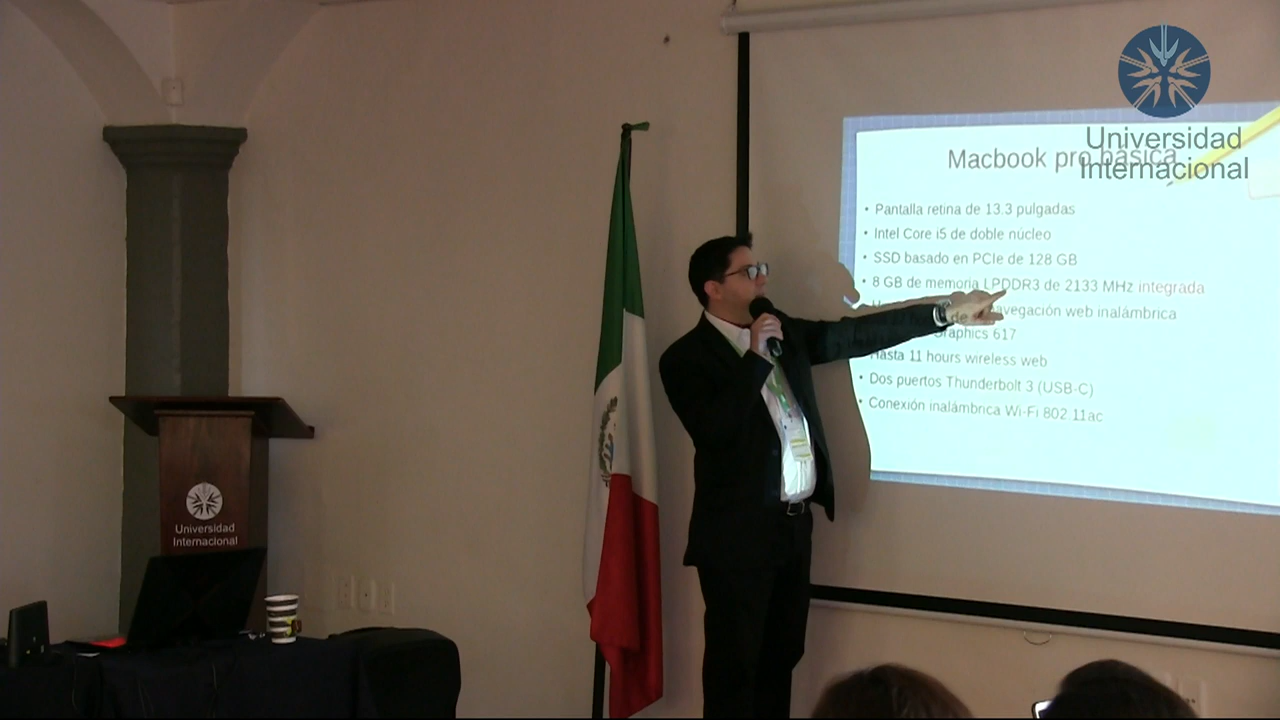 Universidad
Internacional
Macbook pro básica
• Pantalla retina de 13.3 pulgadas
• Intel Core i5 de doble núcleo
• SSD basado en PCIe de 128 GB
• 8 GB de memoria LPDDR3 de 2133 MHz integrada
de navegación web inalámbrica
Graphics 617
Hasta 11 hours wireless web
• Dos puertos Thunderbolt 3 (USB-C)
• Conexión inalámbrica Wi-Fi 802.11ac
Universidad
Internacional